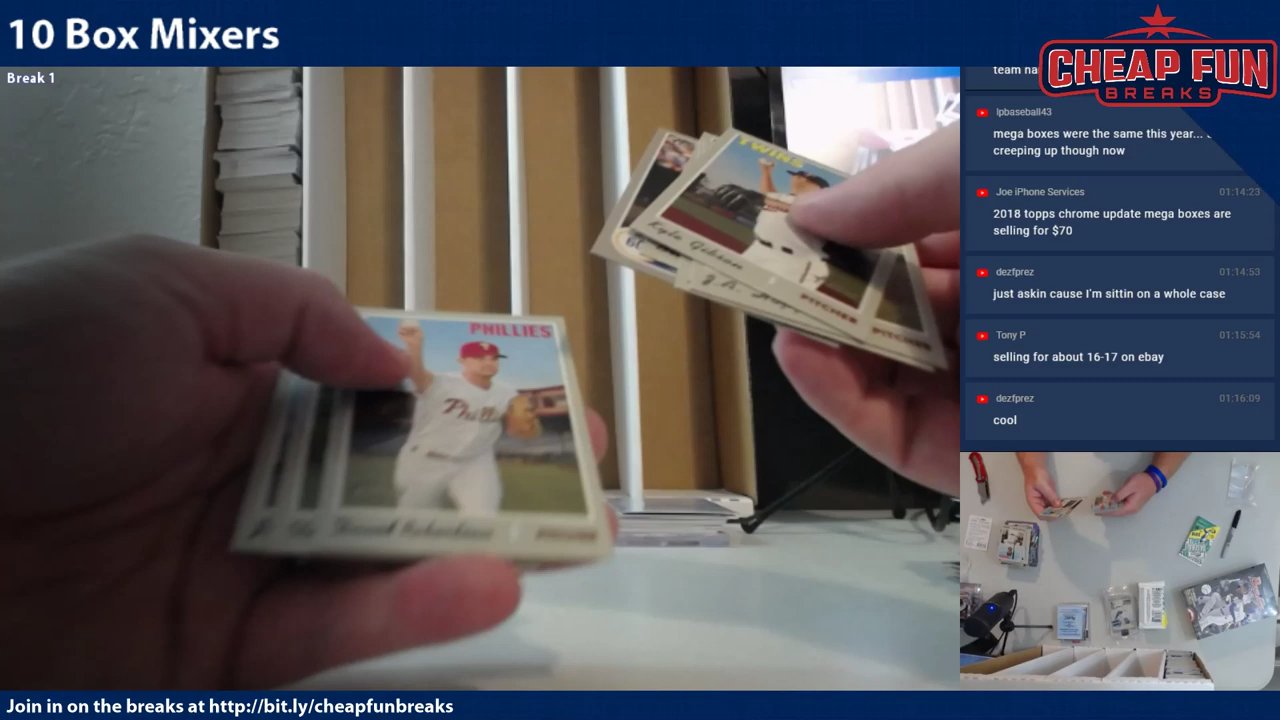 10 Box Mixers
CHEAP FUN
BREAKS
Break 1
team na
lpbaseball43
mega boxes were the same this year...
creeping up though now
Joe iPhone Services
01:14:23
2018 topps chrome update mega boxes are
selling for $70
dezfprez
01:14:53
just askin cause I'm sittin on a whole case
Tony P
01:15:54
selling for about 16-17 on ebay
dezfprez
01:16:09
cool
TWINS
Kyle Gibson
PITCHER
PITCHER
PHILLIES
Phillies
Join in on the breaks at http://bit.ly/cheapfunbreaks